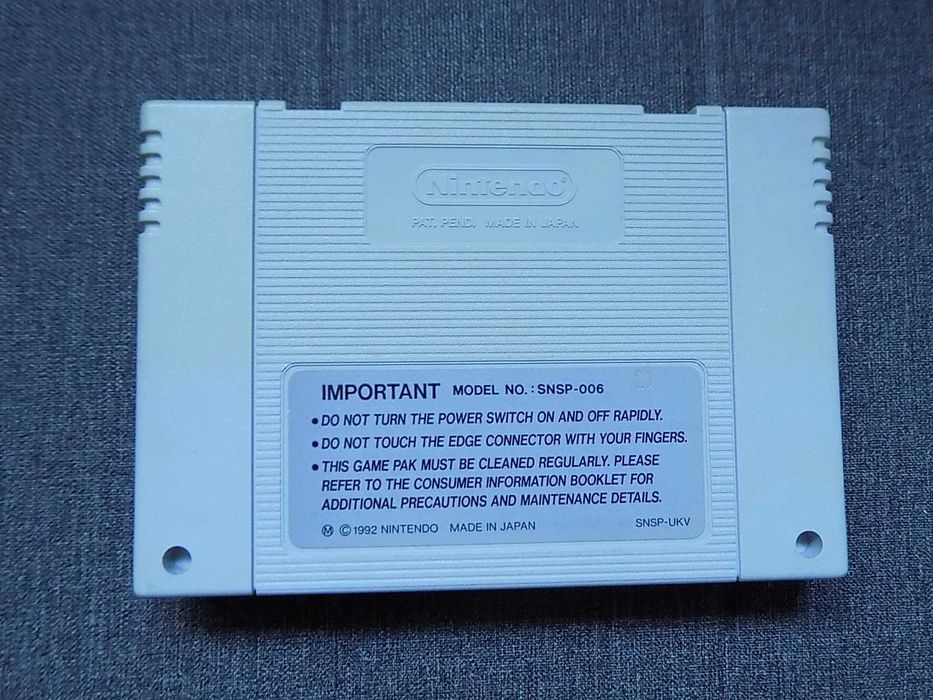 Nintendo®
PAT. PEND. MADE IN JAPAN
IMPORTANT MODEL NO. : SNSP-006
• DO NOT TURN THE POWER SWITCH ON AND OFF RAPIDLY.
• DO NOT TOUCH THE EDGE CONNECTOR WITH YOUR FINGERS.
• THIS GAME PAK MUST BE CLEANED REGULARLY. PLEASE
REFER TO THE CONSUMER INFORMATION BOOKLET FOR
ADDITIONAL PRECAUTIONS AND MAINTENANCE DETAILS.
Ⓜ ©1992 NINTENDO MADE IN JAPAN SNSP-UKV